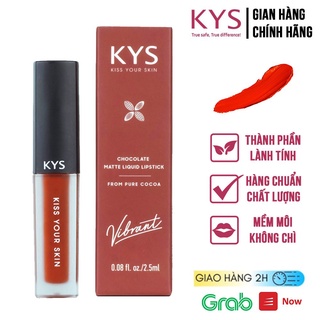 KYS
True safe, True difference!
GIAN HÀNG
CHÍNH HÃNG
KYS
KISS YOUR SKIN
CHOCOLATE
MATTE LIQUID LIPSTICK
FROM PURE COCOA
Vibrant
0.08 fl. oz/2.5ml
KYS
KISS YOUR SKIN
THÀNH PHẦN
LÀNH TÍNH
HÀNG CHUẨN
CHẤT LƯỢNG
MỀM MÔI
KHÔNG CHÌ
GIAO HÀNG 2H
Grab
Now